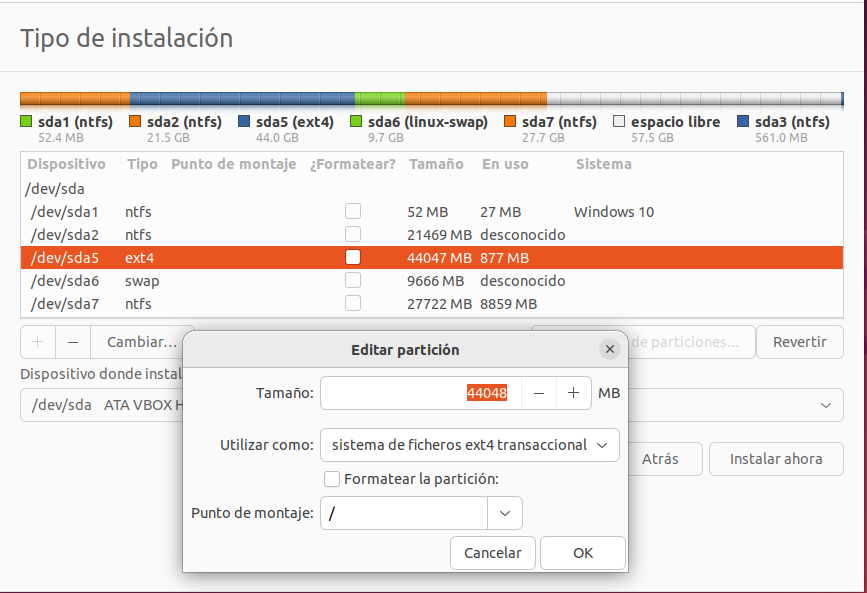 Tipo de instalación
sda1 (ntfs) sda2 (ntfs) sda5 (ext4) sda6 (linux-swap) sda7 (ntfs) espacio libre sda3 (ntfs)
52.4 MB 21.5 GB 44.0 GB 9.7 GB 27.7 GB 57.5 GB 561.0 MB
Dispositivo Tipo Punto de montaje ¿Formatear? Tamaño En uso Sistema
/dev/sda
/dev/sda1 ntfs 52 MB 27 MB Windows 10
/dev/sda2 ntfs 21469 MB desconocido
/dev/sda5 ext4 44047 MB 877 MB
/dev/sda6 swap 9666 MB desconocido
/dev/sda7 ntfs 27722 MB 8859 MB
+ − Cambiar... de particiones... Revertir
Editar partición
Dispositivo donde instal
Tamaño: 44048 − + MB
/dev/sda ATA VBOX H
Utilizar como: sistema de ficheros ext4 transaccional
Atrás Instalar ahora
Formatear la partición:
Punto de montaje: /
Cancelar OK